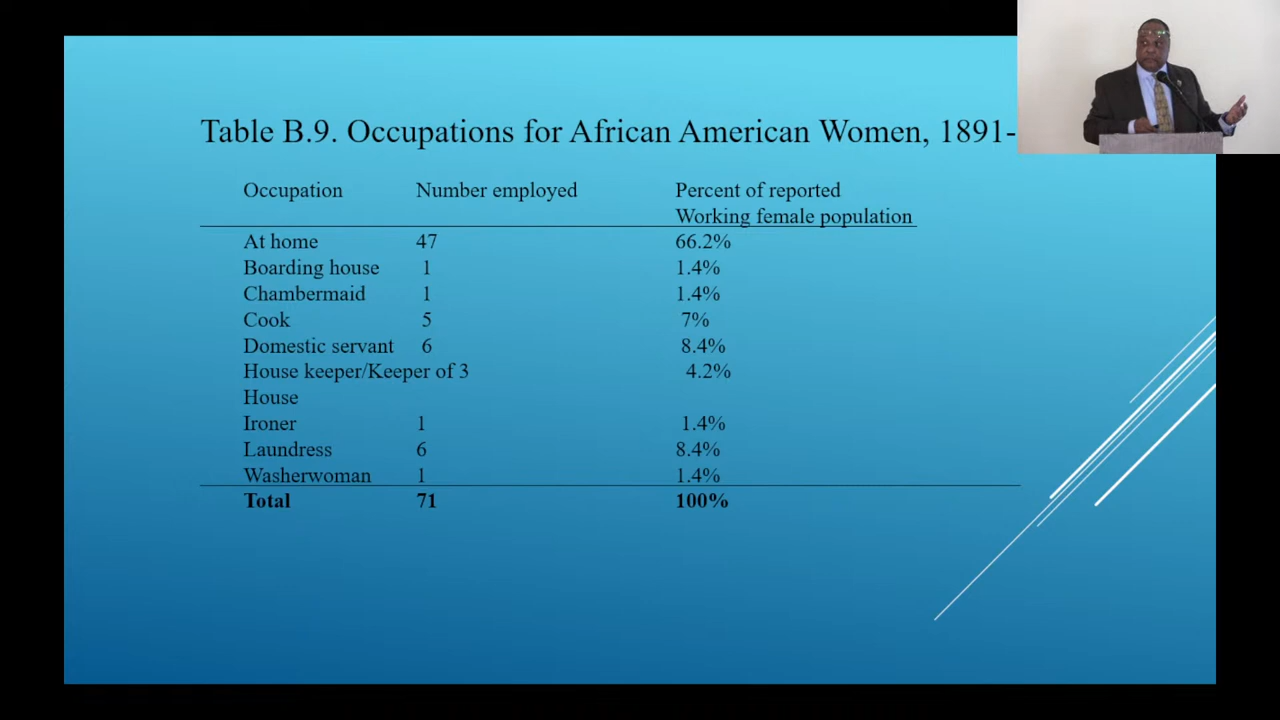 Table B.9. Occupations for African American Women, 1891-
Occupation Number employed Percent of reported
Working female population
At home 47 66.2%
Boarding house 1 1.4%
Chambermaid 1 1.4%
Cook 5 7%
Domestic servant 6 8.4%
House keeper/Keeper of 3 4.2%
House
Ironer 1 1.4%
Laundress 6 8.4%
Washerwoman 1 1.4%
Total 71 100%